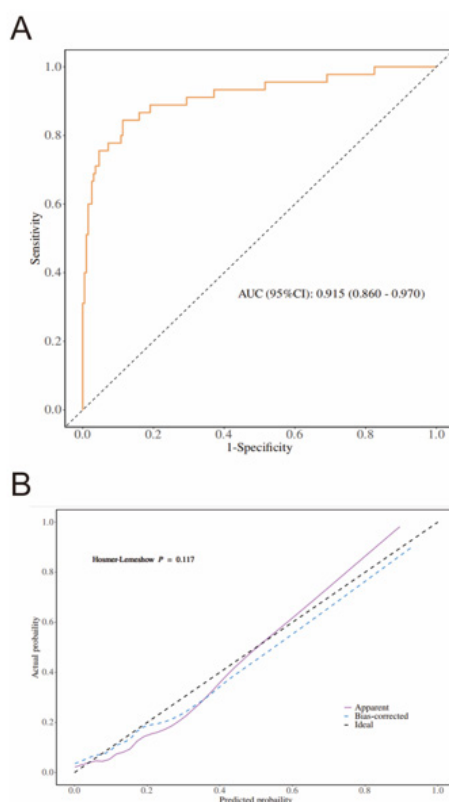 A
1.0
0.8
0.6
0.4
0.2
0.0
Sensitivity
AUC (95%CI): 0.915 (0.860 - 0.970)
0.0 0.2 0.4 0.6 0.8 1.0
1-Specificity
B
1.0
0.8
0.6
0.4
0.2
0.0
Actual probaility
Hosmer-Lemeshow P = 0.117
Apparent
Bias-corrected
Ideal
0.0 0.2 0.4 0.6 0.8 1.0
Predicted probaility